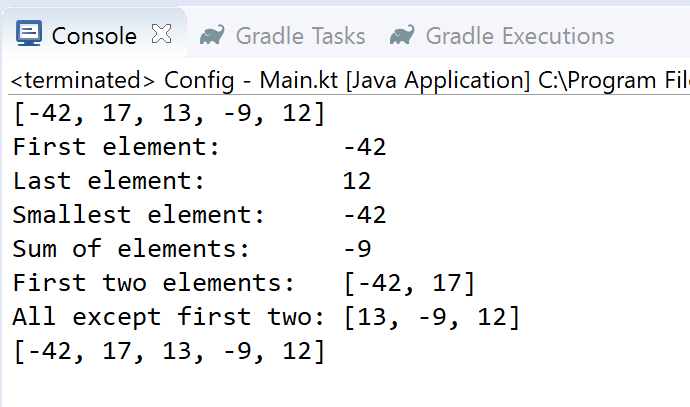 Console Gradle Tasks Gradle Executions
<terminated> Config - Main.kt [Java Application] C:\Program
[-42, 17, 13, -9, 12]
First element: -42
Last element: 12
Smallest element: -42
Sum of elements: -9
First two elements: [-42, 17]
All except first two: [13, -9, 12]
[-42, 17, 13, -9, 12]